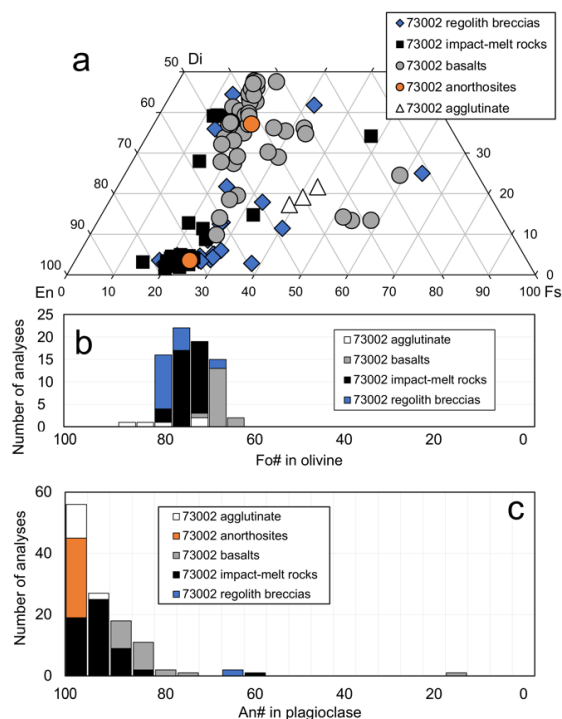 a
50
Di
60
70
80
90
100
En
30
20
10
0
0
10
20
30
40
50
60
70
80
90
100
Fs
73002 regolith breccias
73002 impact-melt rocks
73002 basalts
73002 anorthosites
73002 agglutinate
b
Number of analyses
25
20
15
10
5
0
100
80
60
40
20
0
Fo# in olivine
73002 agglutinate
73002 basalts
73002 impact-melt rocks
73002 regolith breccias
c
Number of analyses
60
40
20
0
100
80
60
40
20
0
An# in plagioclase
73002 agglutinate
73002 anorthosites
73002 basalts
73002 impact-melt rocks
73002 regolith breccias